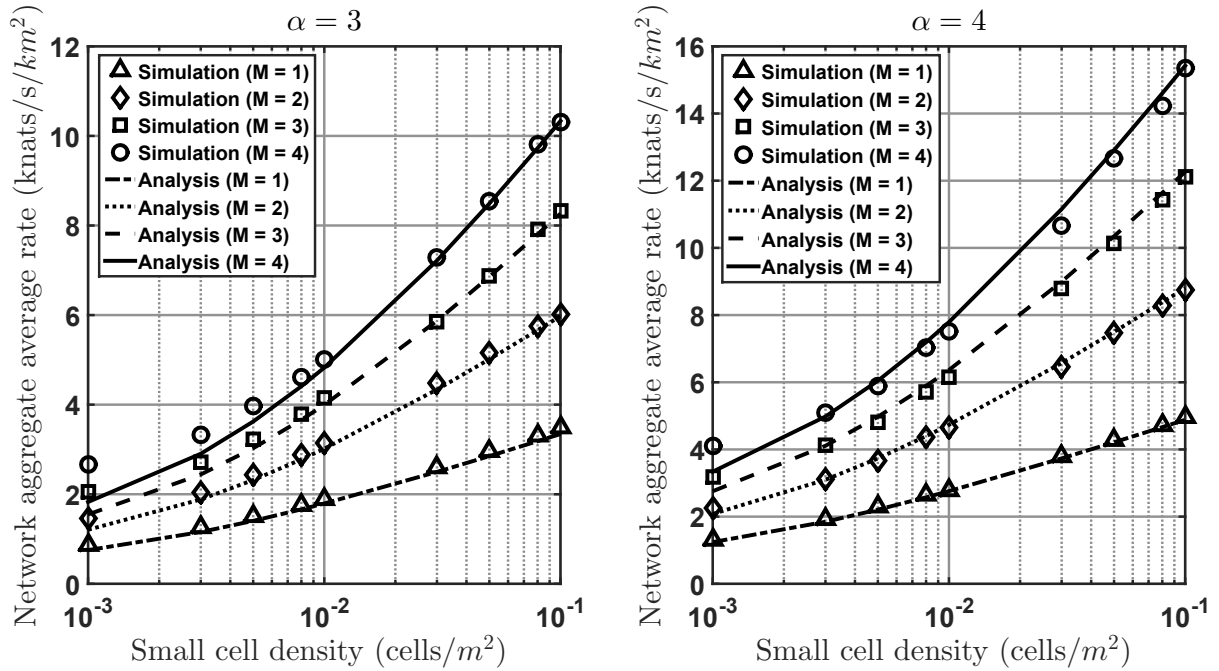 α = 3
Network aggregate average rate (knats/s/km²)
12
10
8
6
4
2
0
Simulation (M = 1)
Simulation (M = 2)
Simulation (M = 3)
Simulation (M = 4)
Analysis (M = 1)
Analysis (M = 2)
Analysis (M = 3)
Analysis (M = 4)
10⁻³
10⁻²
10⁻¹
Small cell density (cells/m²)
α = 4
Network aggregate average rate (knats/s/km²)
16
14
12
10
8
6
4
2
0
Simulation (M = 1)
Simulation (M = 2)
Simulation (M = 3)
Simulation (M = 4)
Analysis (M = 1)
Analysis (M = 2)
Analysis (M = 3)
Analysis (M = 4)
10⁻³
10⁻²
10⁻¹
Small cell density (cells/m²)